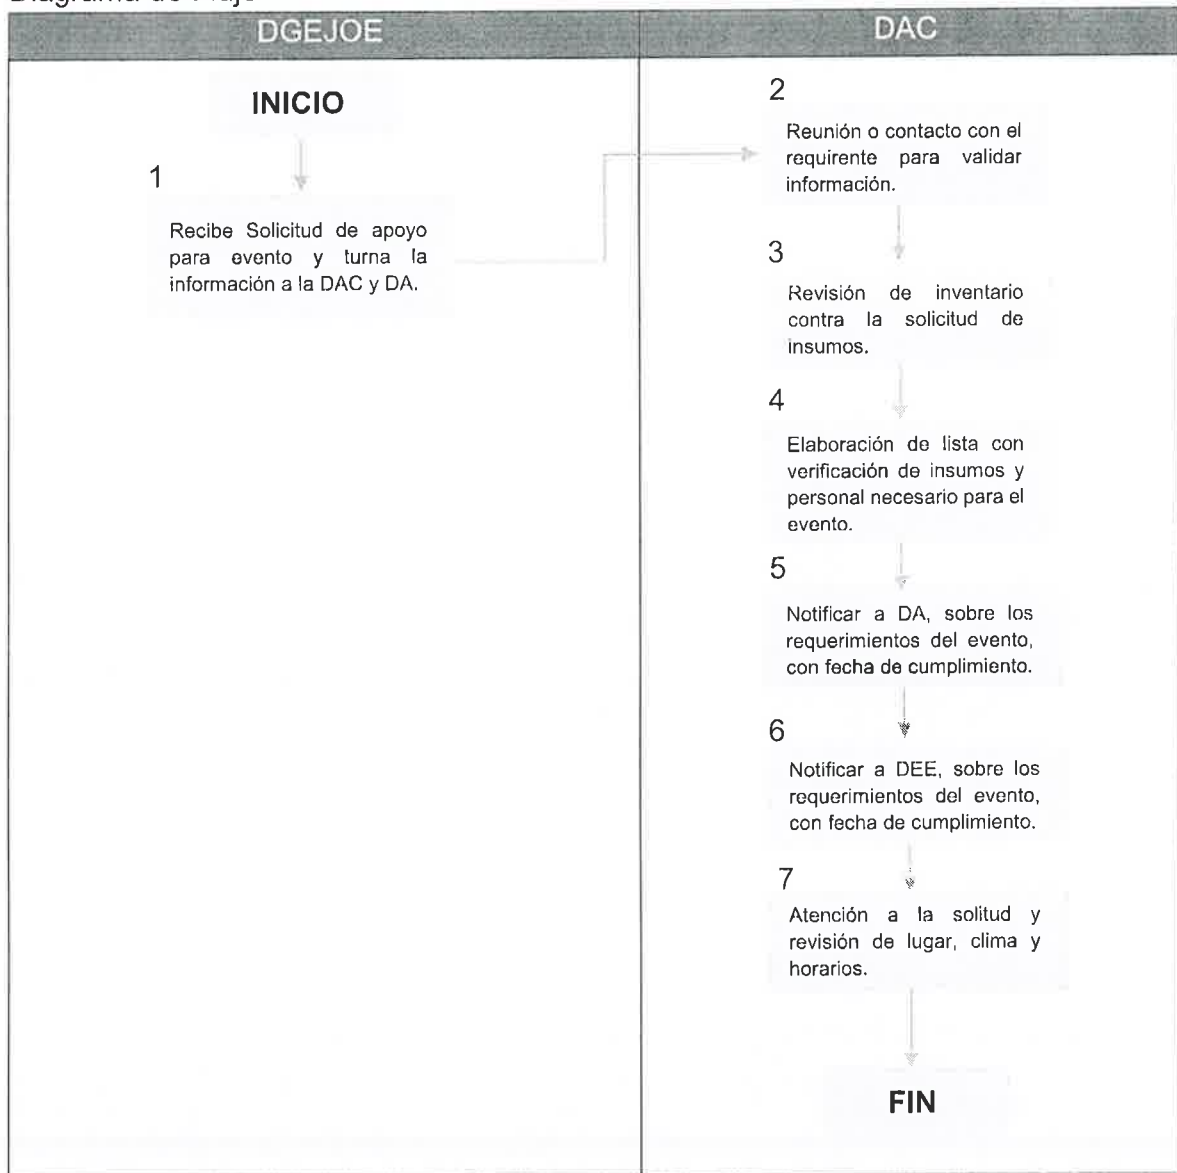 DGEJOE
DAC
INICIO
1
Recibe Solicitud de apoyo
para evento y turna la
información a la DAC y DA.
2
Reunión o contacto con el
requirente para validar
información.
3
Revisión de inventario
contra la solicitud de
insumos.
4
Elaboración de lista con
verificación de insumos y
personal necesario para el
evento.
5
Notificar a DA, sobre los
requerimientos del evento,
con fecha de cumplimiento.
6
Notificar a DEE, sobre los
requerimientos del evento,
con fecha de cumplimiento.
7
Atención a la solitud y
revisión de lugar, clima y
horarios.
FIN